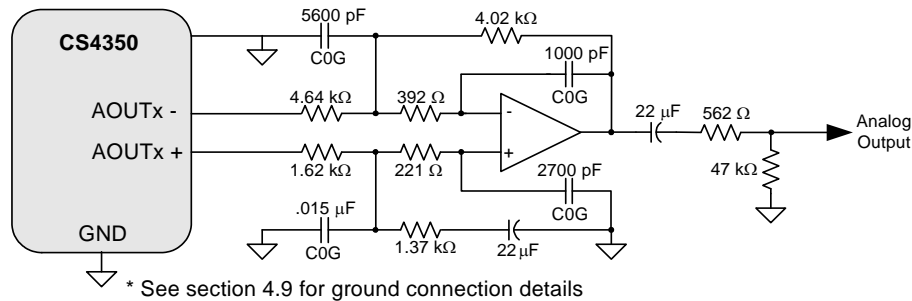 5600 pF
C0G
4.02 kΩ
CS4350
1000 pF
C0G
AOUTx -
4.64 kΩ
392 Ω
-
22 µF
562 Ω
Analog
Output
AOUTx +
1.62 kΩ
221 Ω
+
2700 pF
C0G
47 kΩ
.015 µF
C0G
1.37 kΩ
22 µF
GND
* See section 4.9 for ground connection details